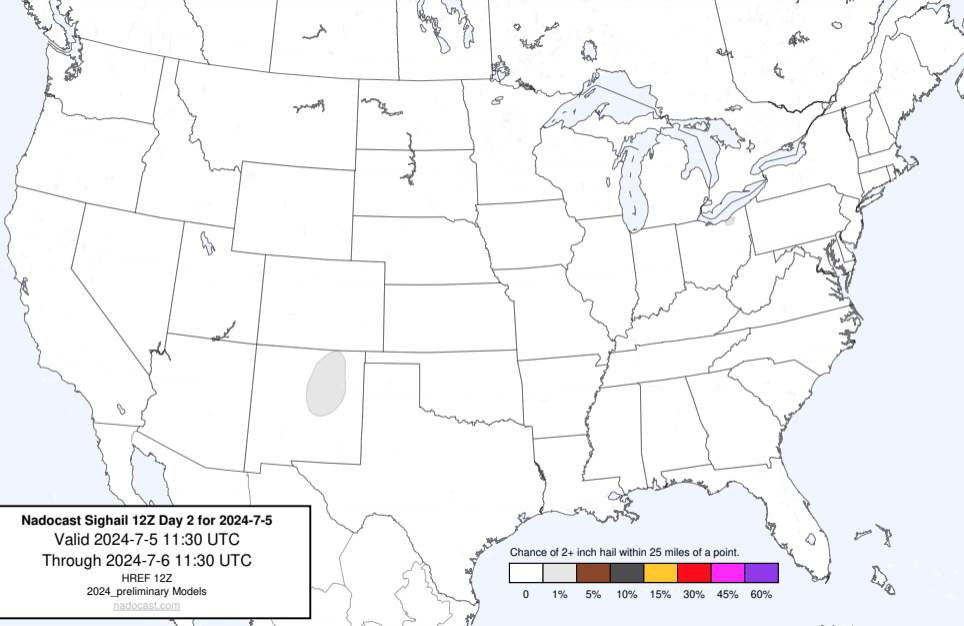 Nadocast Sighail 12Z Day 2 for 2024-7-5
Valid 2024-7-5 11:30 UTC
Through 2024-7-6 11:30 UTC
HREF 12Z
2024_preliminary Models
nadocast.com
Chance of 2+ inch hail within 25 miles of a point.
0 1% 5% 10% 15% 30% 45% 60%